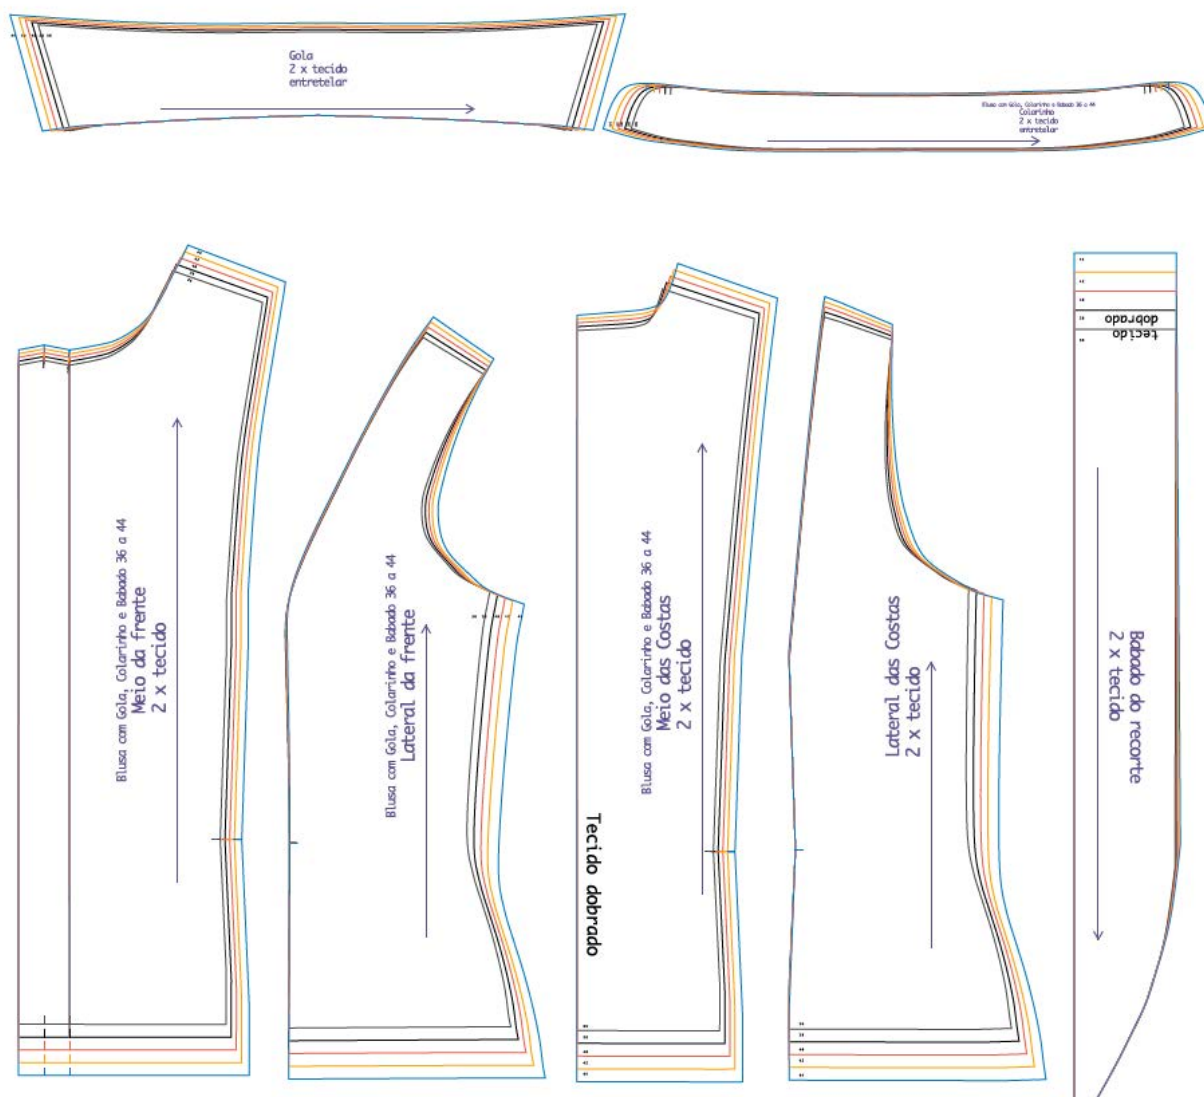 Gola
2 x tecido
entretelar
Blusa com Gola, Colarinho e Babado 36 a 44
Colarinho
2 x tecido
entretelar
Blusa com Gola, Colarinho e Babado 36 a 44
Meio da frente
2 x tecido
Blusa com Gola, Colarinho e Babado 36 a 44
Lateral da frente
Blusa com Gola, Colarinho e Babado 36 a 44
Meio das Costas
2 x tecido
Tecido dobrado
Lateral das Costas
2 x tecido
tecido
dobrado
Babado do recorte
2 x tecido